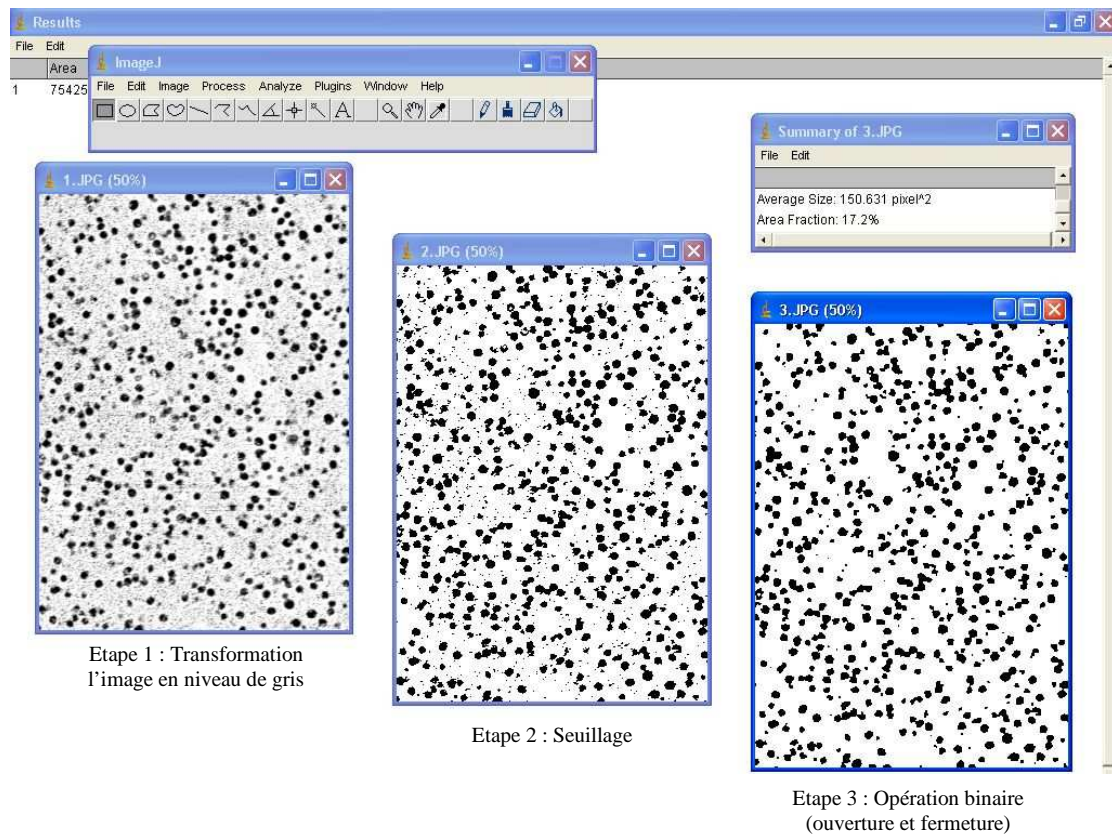 Results
File Edit
Area
1 75425
ImageJ
File Edit Image Process Analyze Plugins Window Help
A
Summary of 3.JPG
File Edit
Average Size: 150.631 pixel^2
Area Fraction: 17.2%
1.JPG (50%)
2.JPG (50%)
3.JPG (50%)
Etape 1 : Transformation
l'image en niveau de gris
Etape 2 : Seuillage
Etape 3 : Opération binaire
(ouverture et fermeture)